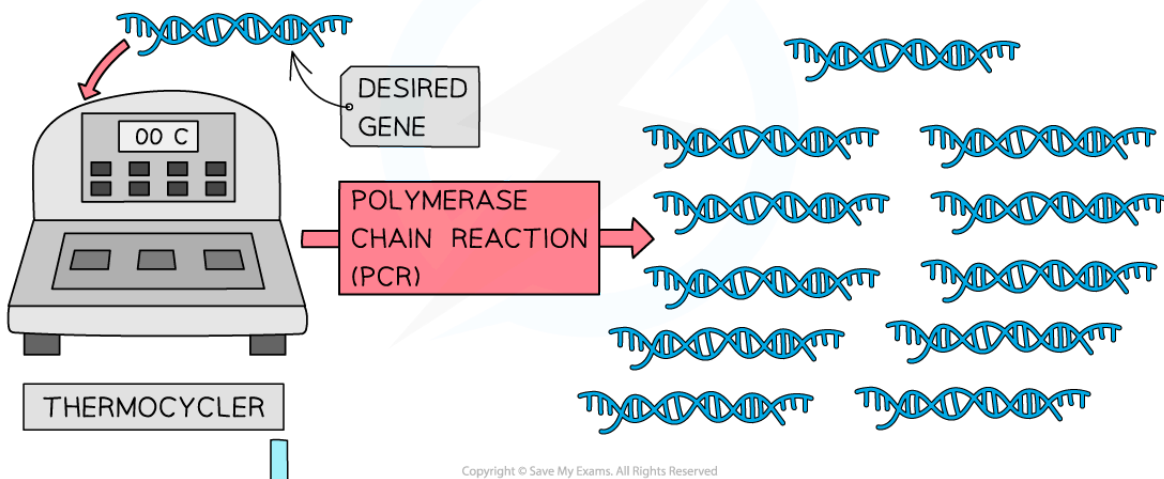 00 C
DESIRED
GENE
POLYMERASE
CHAIN REACTION
(PCR)
THERMOCYCLER
Copyright © Save My Exams. All Rights Reserved